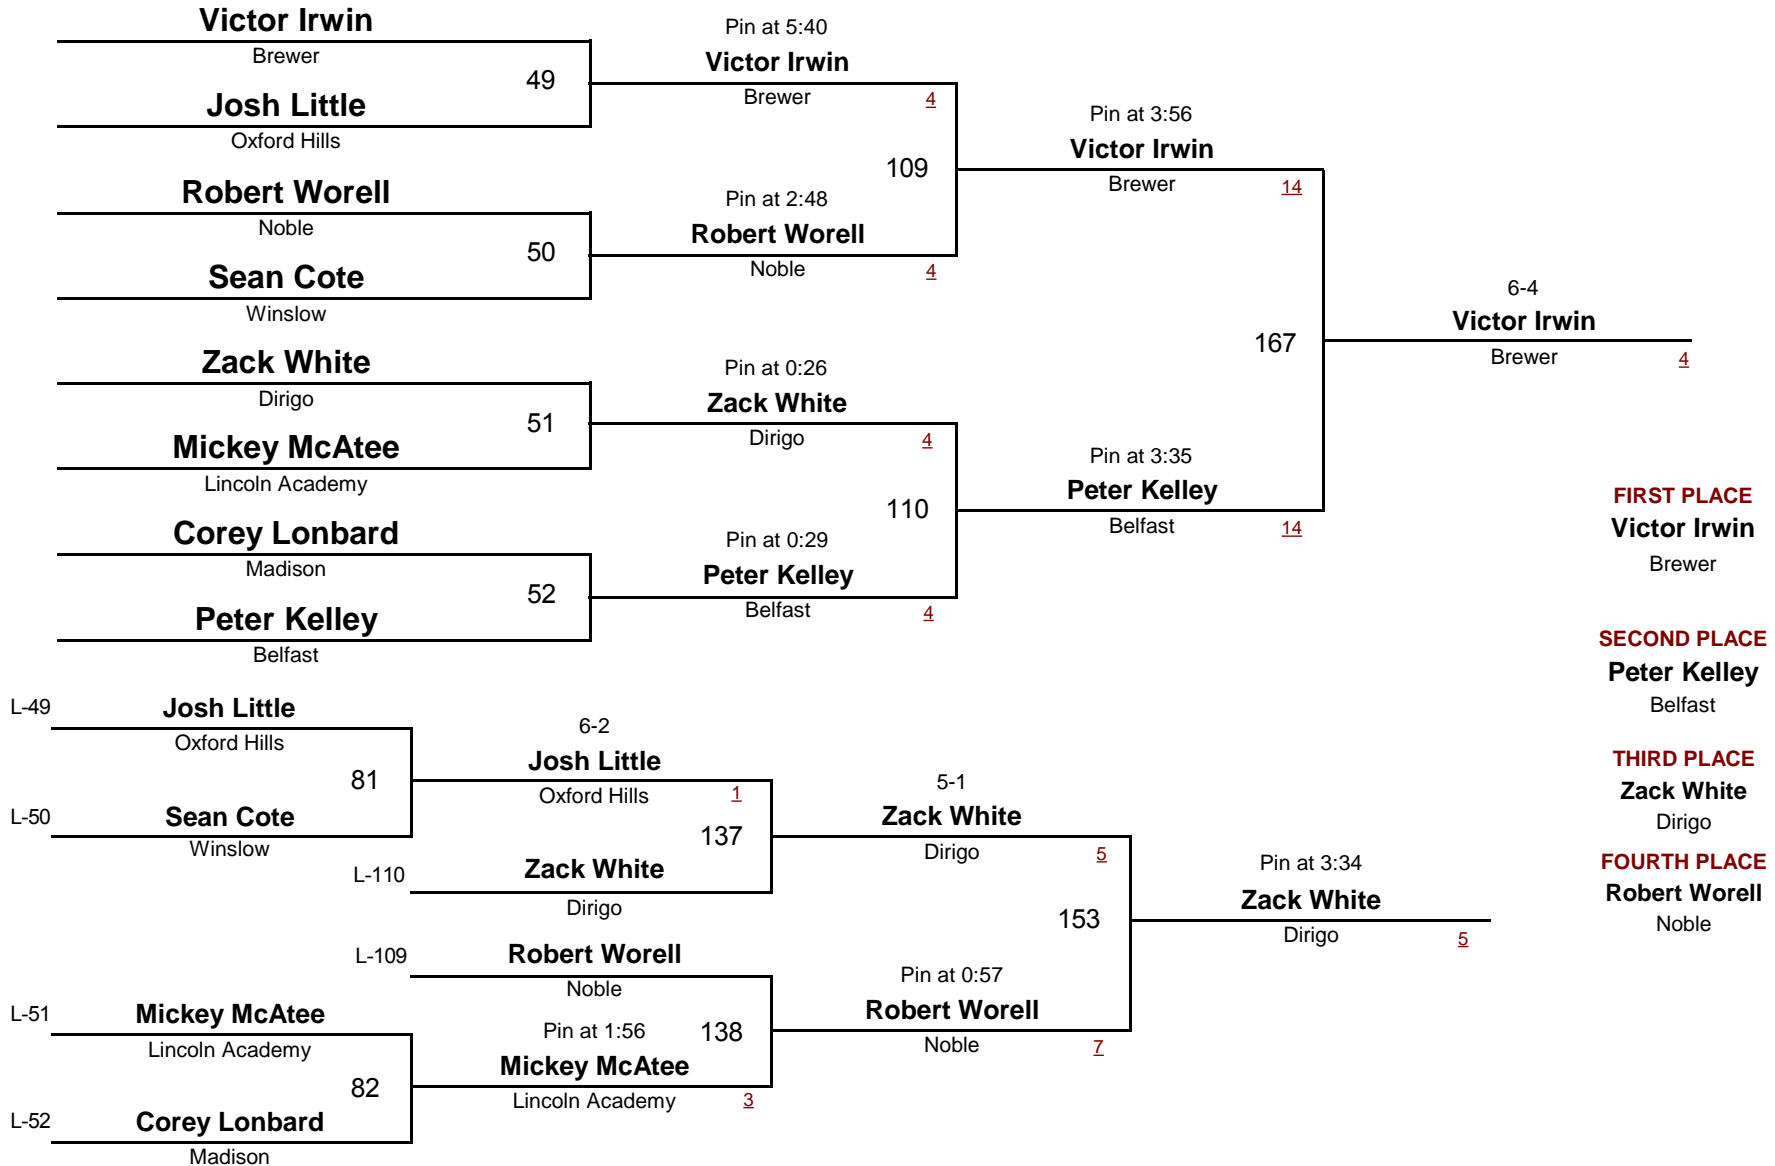 Victor Irwin
Brewer
49
Josh Little
Oxford Hills
Robert Worell
Noble
50
Sean Cote
Winslow
Zack White
Dirigo
51
Mickey McAtee
Lincoln Academy
Corey Lonbard
Madison
52
Peter Kelley
Belfast
Pin at 5:40
Victor Irwin
Brewer 4
109
Pin at 2:48
Robert Worell
Noble 4
Pin at 0:26
Zack White
Dirigo 4
110
Pin at 0:29
Peter Kelley
Belfast 4
Pin at 3:56
Victor Irwin
Brewer 14
167
Pin at 3:35
Peter Kelley
Belfast 14
6-4
Victor Irwin
Brewer 4
FIRST PLACE
Victor Irwin
Brewer
SECOND PLACE
Peter Kelley
Belfast
THIRD PLACE
Zack White
Dirigo
FOURTH PLACE
Robert Worell
Noble
L-49 Josh Little
Oxford Hills
81
L-50 Sean Cote
Winslow
L-51 Mickey McAtee
Lincoln Academy
82
L-52 Corey Lonbard
Madison
6-2
Josh Little
Oxford Hills 1
137
L-110 Zack White
Dirigo
L-109 Robert Worell
Noble
Pin at 1:56 138
Mickey McAtee
Lincoln Academy 3
5-1
Zack White
Dirigo 5
153
Pin at 0:57
Robert Worell
Noble 7
Pin at 3:34
Zack White
Dirigo 5